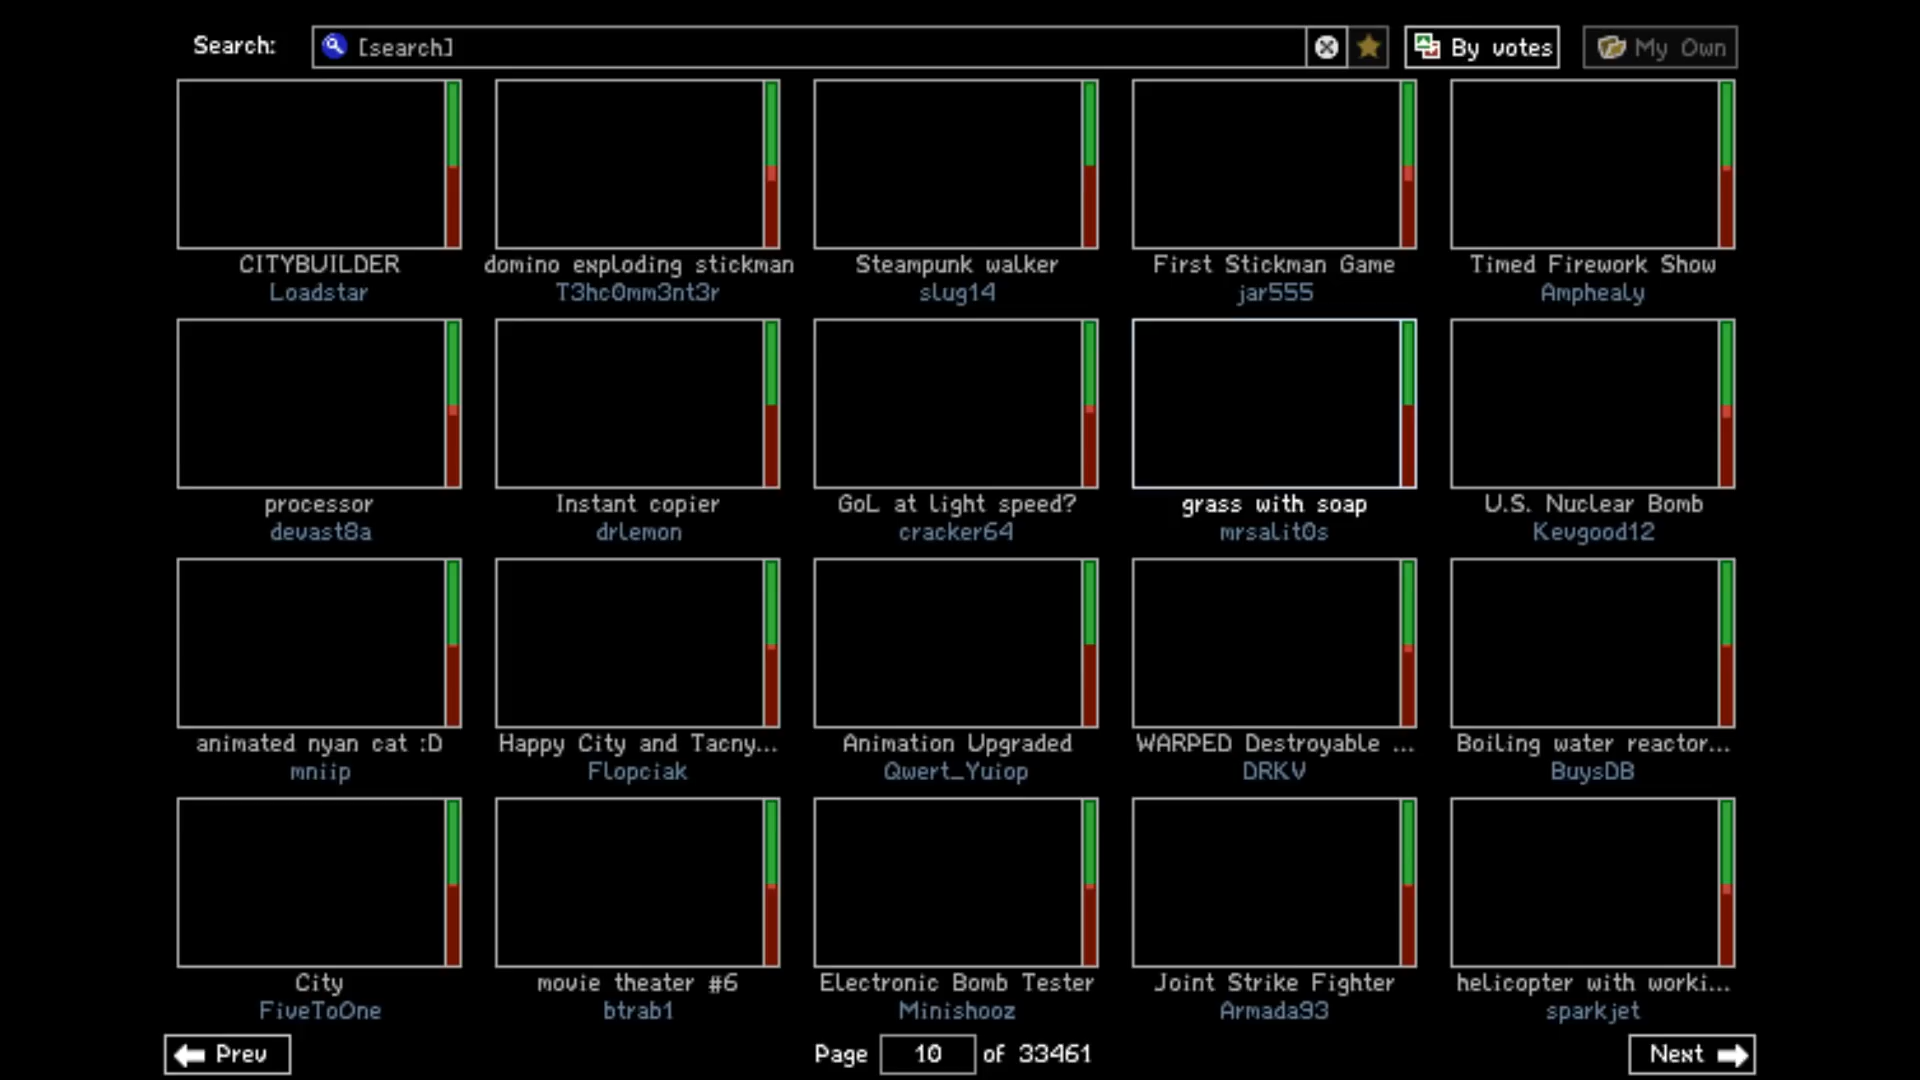 Search: [search] By votes My Own
CITYBUILDER domino exploding stickman Steampunk walker First Stickman Game Timed Firework Show
Loadstar T3hc0mm3nt3r slug14 jar555 Amphealy
processor Instant copier GoL at light speed? grass with soap U.S. Nuclear Bomb
devast8a drlemon cracker64 mrsalit0s Kevgood12
animated nyan cat :D Happy City and Tacny... Animation Upgraded WARPED Destroyable ... Boiling water reactor...
mniip Flopciak Qwert_Yuiop DRKV BuysDB
City movie theater #6 Electronic Bomb Tester Joint Strike Fighter helicopter with worki...
FiveToOne btrab1 Minishooz Armada93 sparkjet
Prev Page 10 of 33461 Next